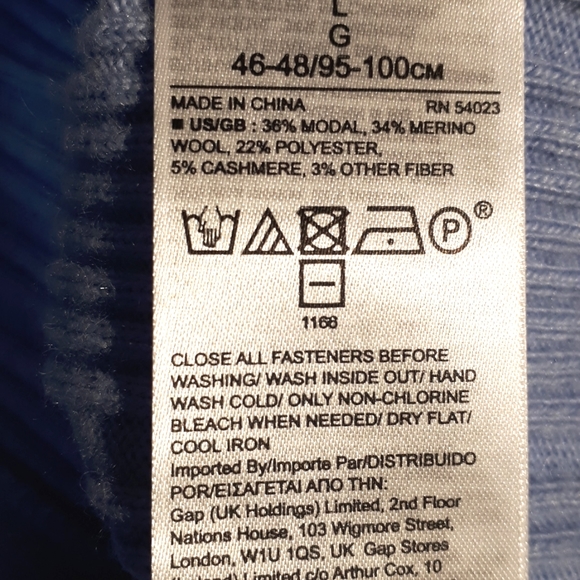 L
G
46-48/95-100CM
MADE IN CHINA RN 54023
■ US/GB : 36% MODAL, 34% MERINO
WOOL, 22% POLYESTER,
5% CASHMERE, 3% OTHER FIBER
P ®
1166
CLOSE ALL FASTENERS BEFORE
WASHING/ WASH INSIDE OUT/ HAND
WASH COLD/ ONLY NON-CHLORINE
BLEACH WHEN NEEDED/ DRY FLAT/
COOL IRON
Imported By/Importe Par/DISTRIBUIDO
POR/ΕΙΣΑΓΕΤΑΙ ΑΠΟ ΤΗΝ:
Gap (UK Holdings) Limited, 2nd Floor
Nations House, 103 Wigmore Street,
London, W1U 1QS, UK Gap Stores
(Ireland) Limited c/o Arthur Cox, 10